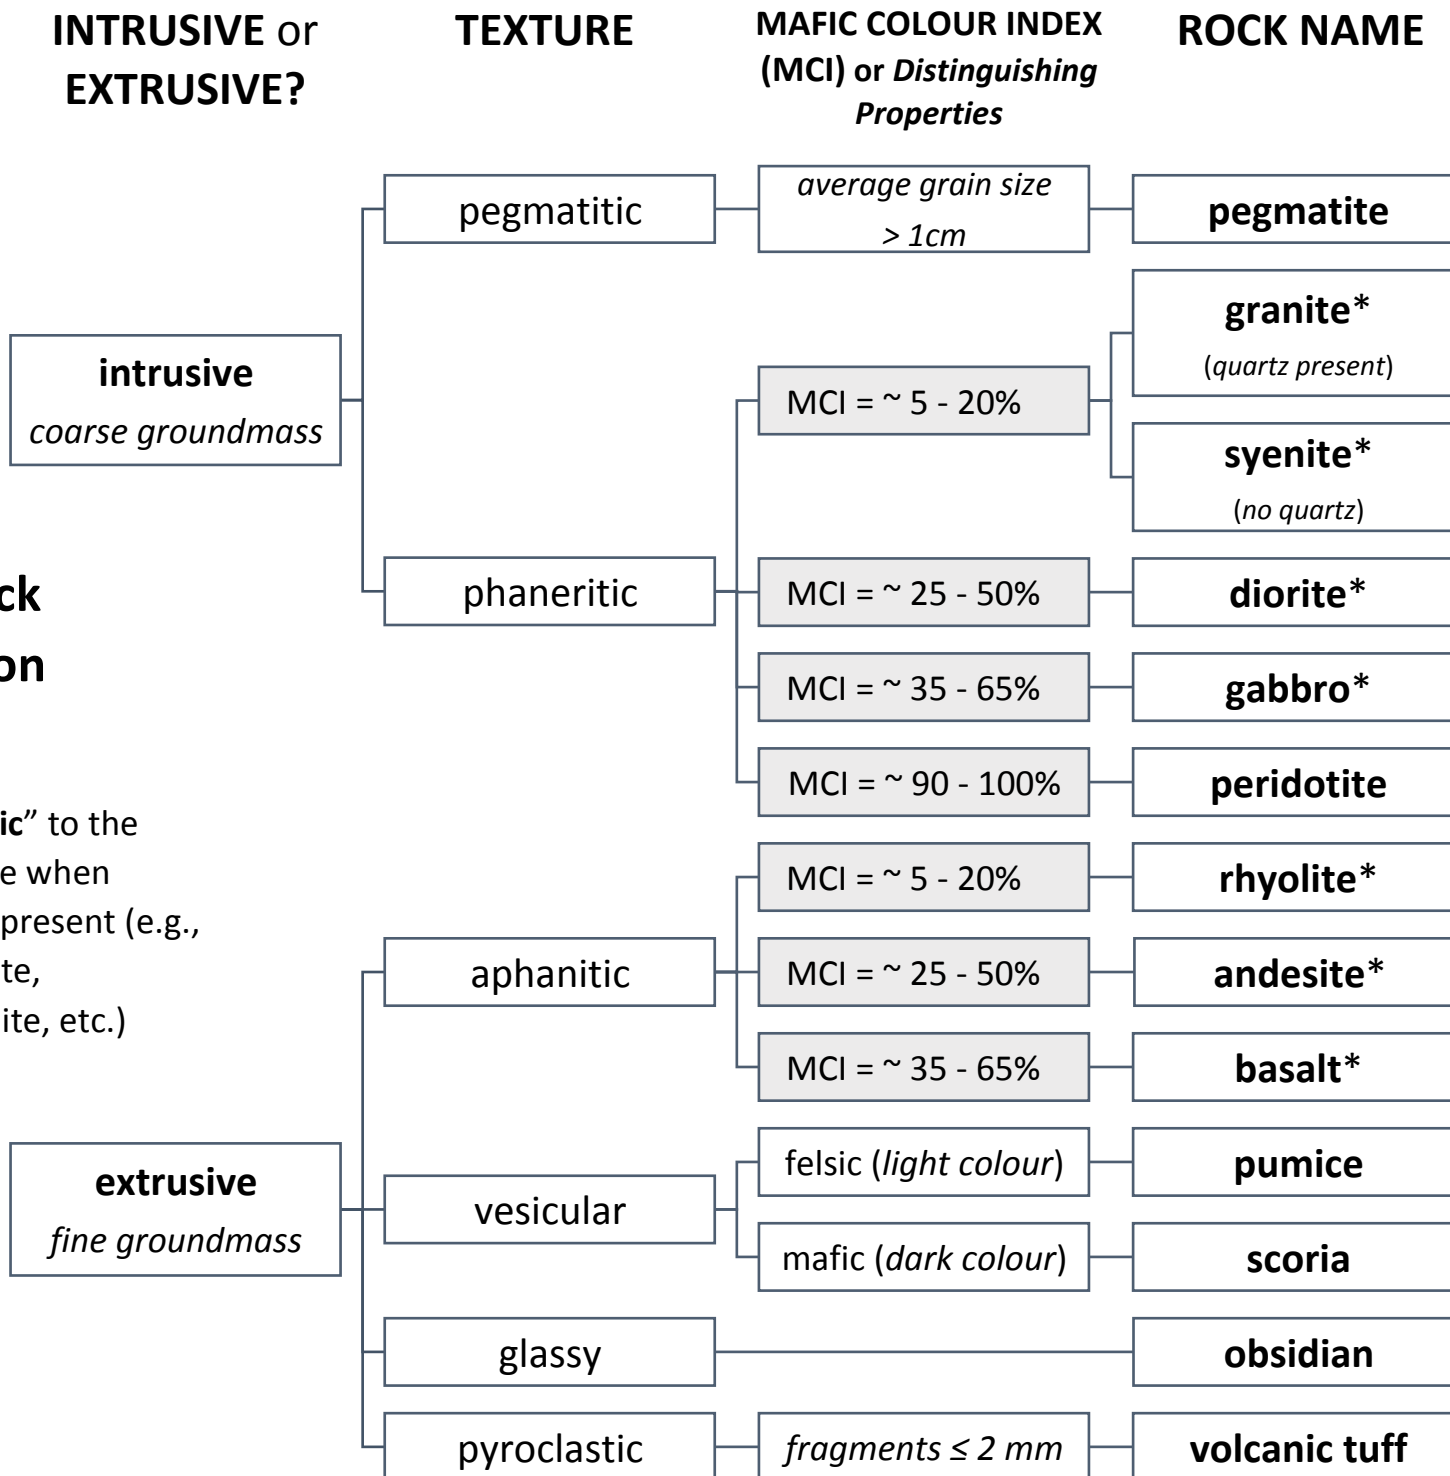 INTRUSIVE or
EXTRUSIVE?
TEXTURE
MAFIC COLOUR INDEX
(MCI) or Distinguishing
Properties
ROCK NAME
pegmatitic
average grain size
> 1cm
pegmatite
granite*
(quartz present)
intrusive
coarse groundmass
MCI = ~ 5 - 20%
syenite*
(no quartz)
ck
on
phaneritic
MCI = ~ 25 - 50%
diorite*
MCI = ~ 35 - 65%
gabbro*
MCI = ~ 90 - 100%
peridotite
ic” to the
e when
present (e.g.,
te,
ite, etc.)
MCI = ~ 5 - 20%
rhyolite*
aphanitic
MCI = ~ 25 - 50%
andesite*
MCI = ~ 35 - 65%
basalt*
extrusive
fine groundmass
vesicular
felsic (light colour)
pumice
mafic (dark colour)
scoria
glassy
obsidian
pyroclastic
fragments ≤ 2 mm
volcanic tuff